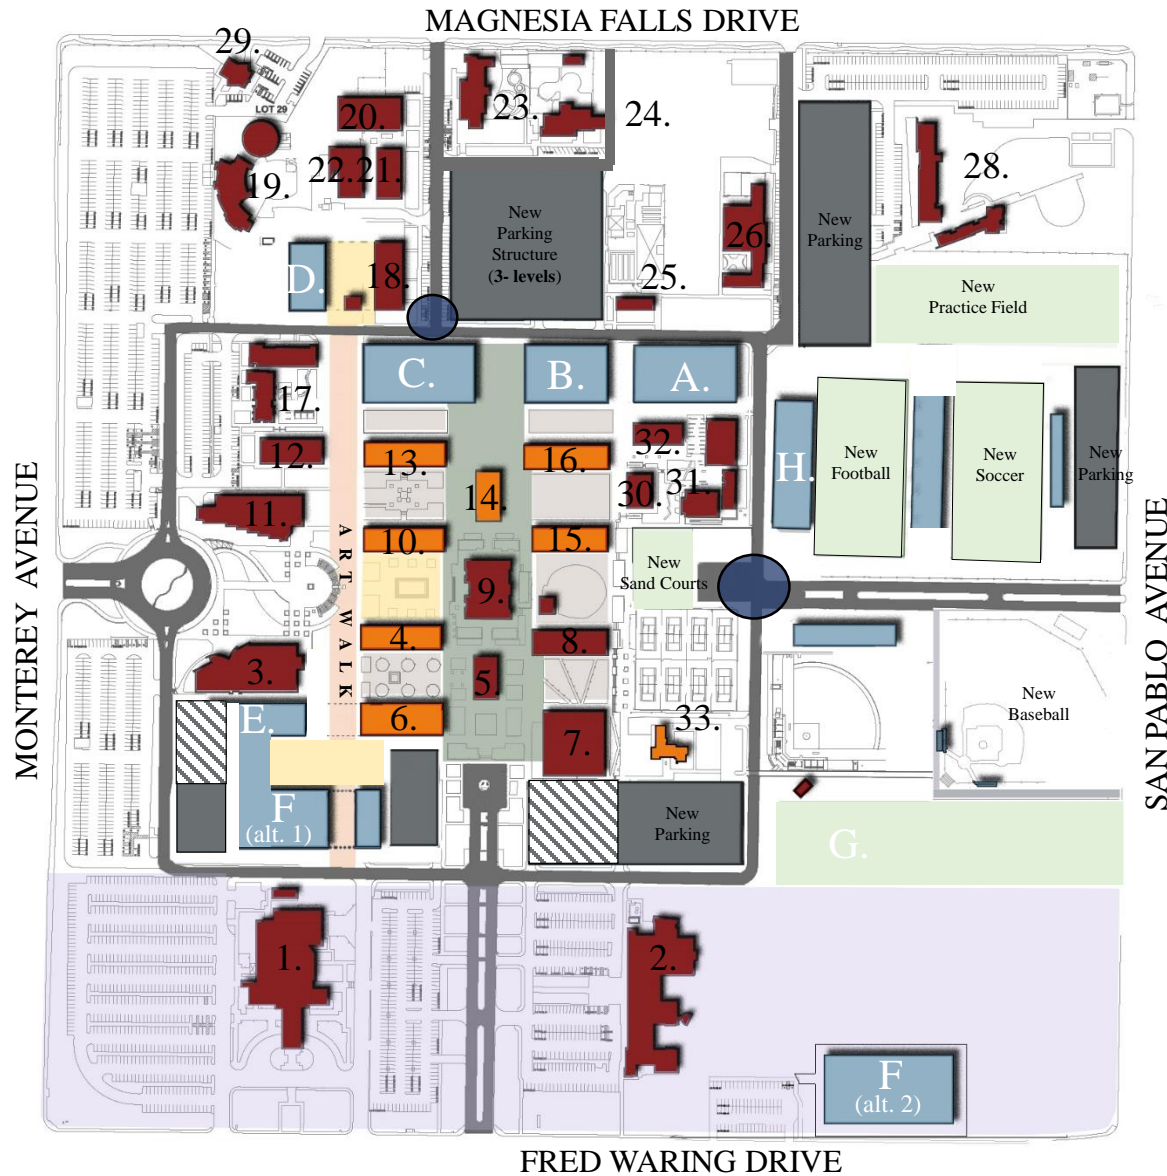 MAGNESIA FALLS DRIVE
29.
LOT 29
20.
23.
24.
22.
21.
19.
28.
New
Parking
Structure
(3- levels)
New
Parking
26.
D.
18.
25.
New
Practice Field
C.
B.
A.
17.
12.
13.
16.
32.
H.
New
Football
New
Soccer
New
Parking
14.
30.
31.
11.
10.
15.
MONTEREY AVENUE
ART WALK
New
Sand Courts
9.
SAN PABLO AVENUE
4.
8.
3.
5.
New
Baseball
E.
6.
7.
33.
F
(alt. 1)
New
Parking
G.
1.
2.
F
(alt. 2)
FRED WARING DRIVE